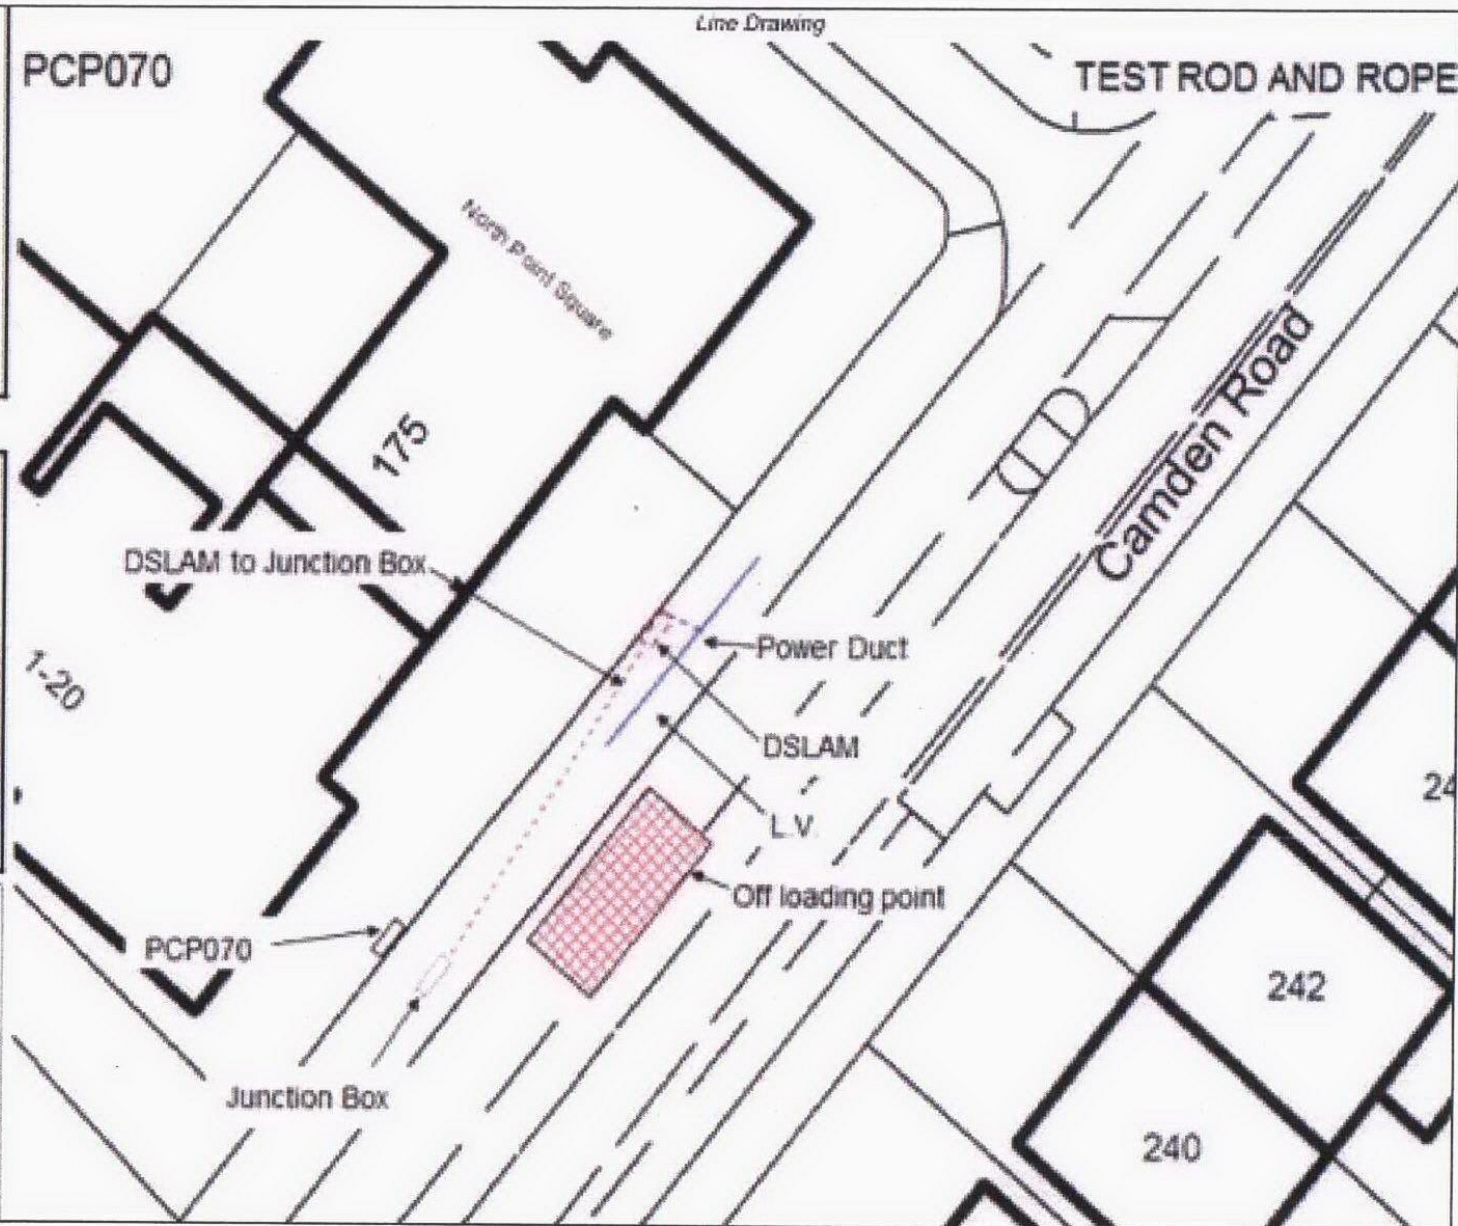 Line Drawing
PCP070
TEST ROD AND ROPE
North Point Square
175
Camden Road
DSLAM to Junction Box
Power Duct
1-20
DSLAM
L.V.
24
Off loading point
PCP070
242
Junction Box
240